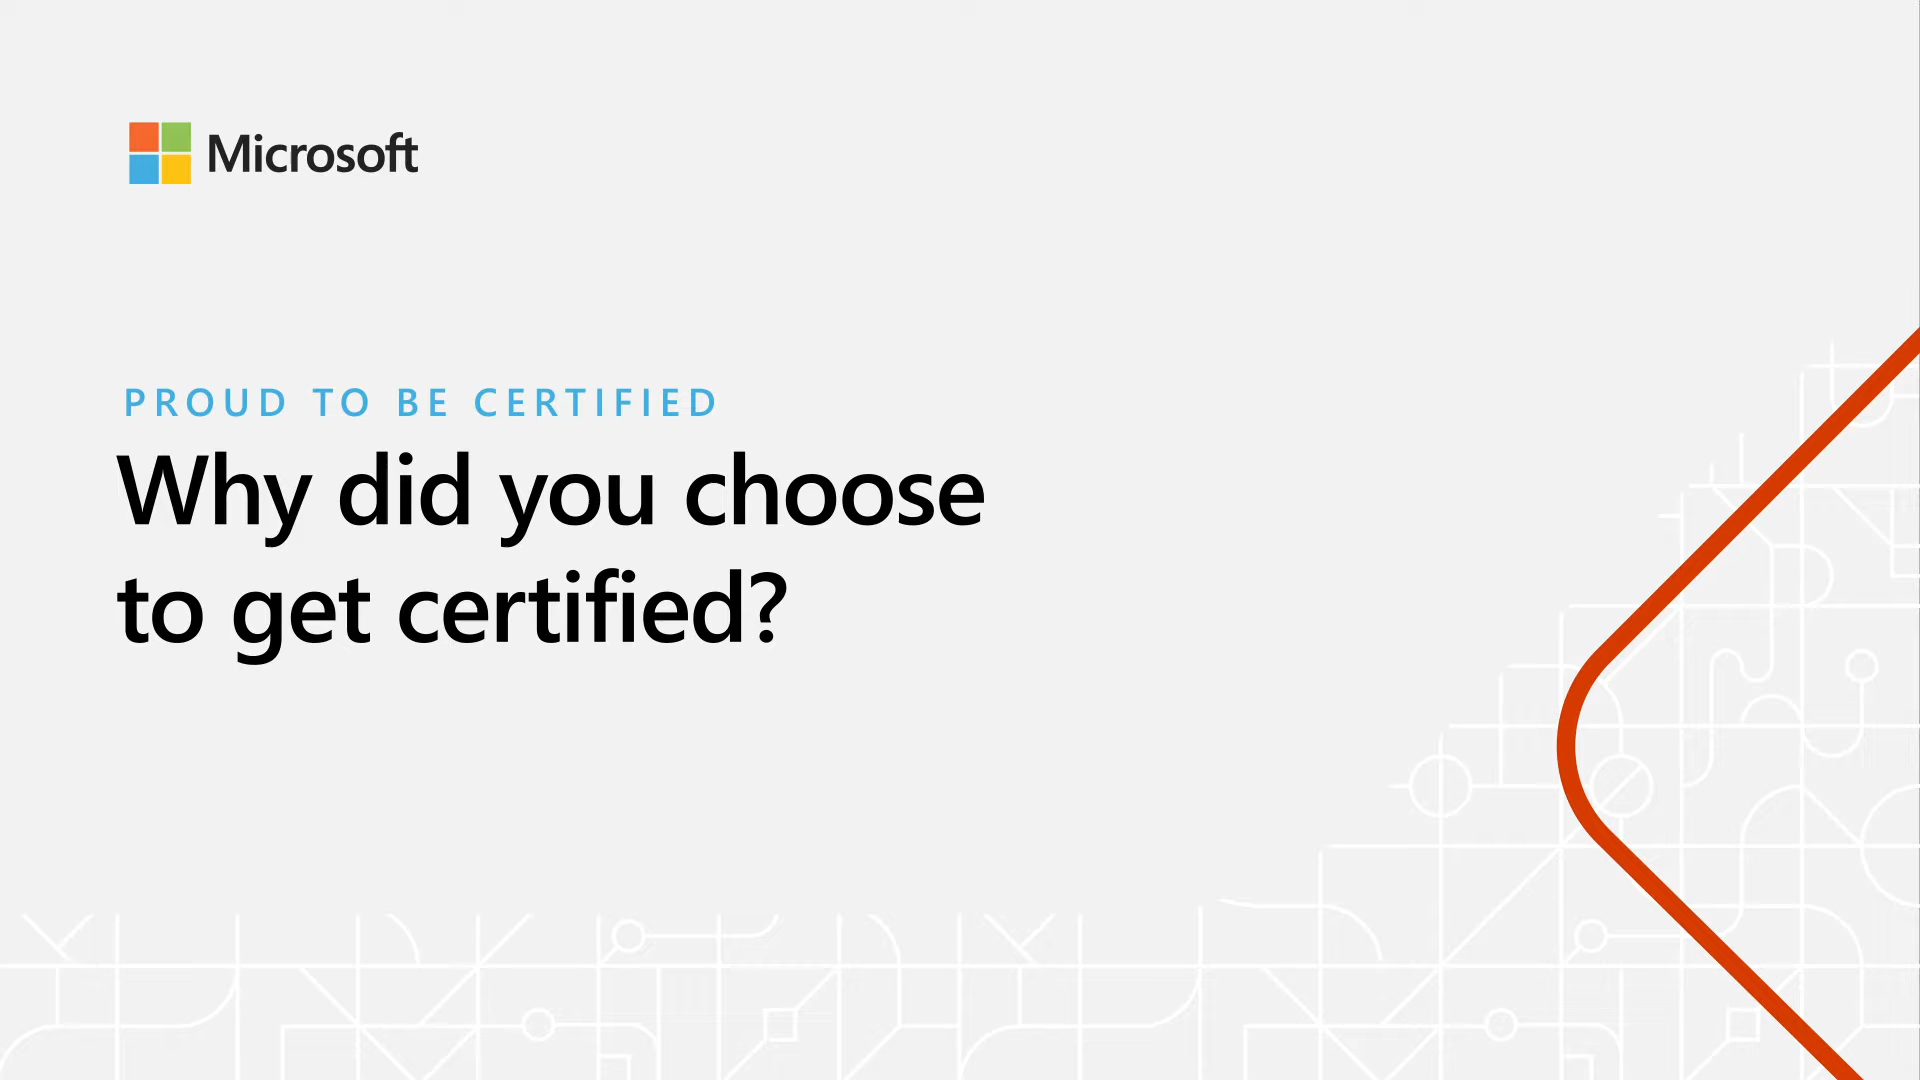 Microsoft
PROUD TO BE CERTIFIED
Why did you choose
to get certified?